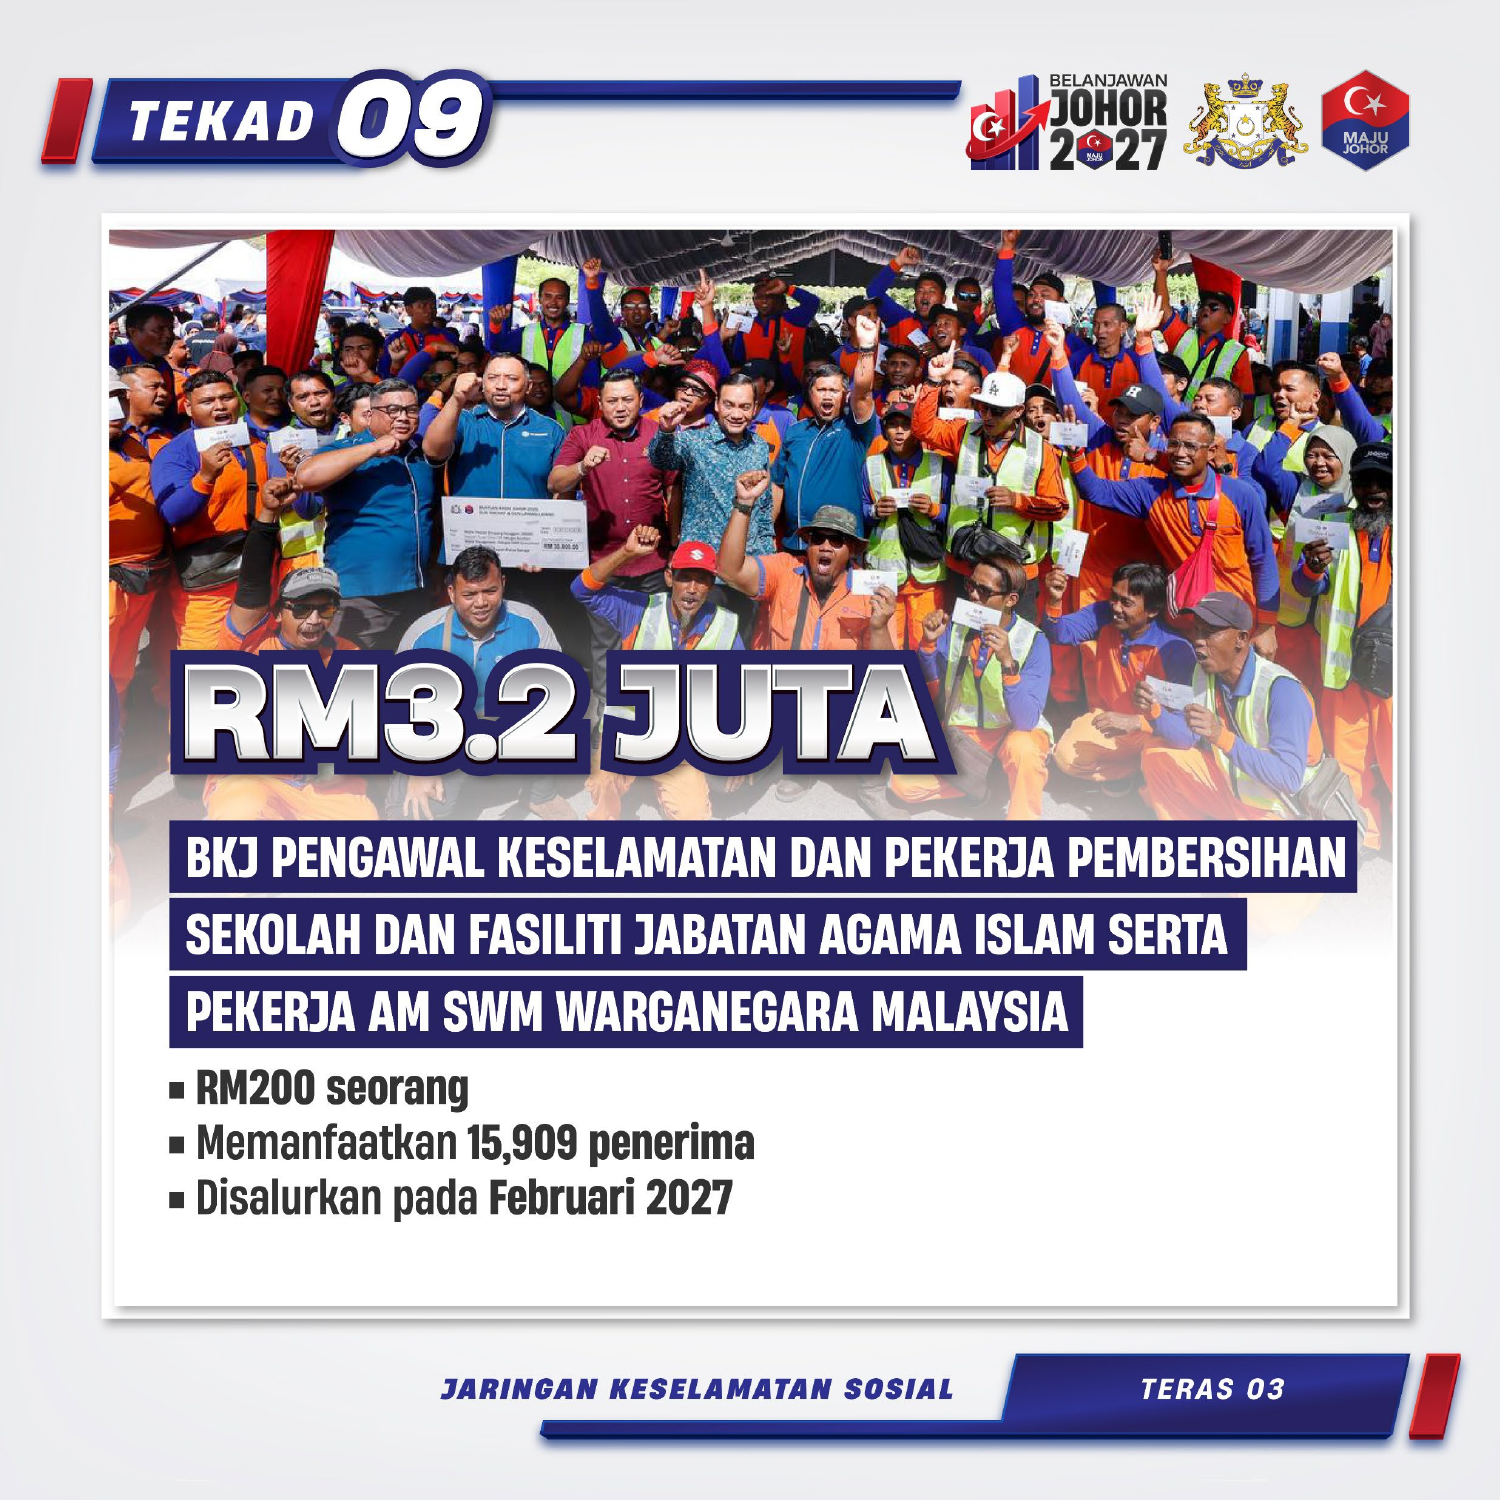 TEKAD 09
BELANJAWAN
JOHOR
2027
MAJU
JOHOR
MAJU
JOHOR
RM3.2 JUTA
BKJ PENGAWAL KESELAMATAN DAN PEKERJA PEMBERSIHAN
SEKOLAH DAN FASILITI JABATAN AGAMA ISLAM SERTA
PEKERJA AM SWM WARGANEGARA MALAYSIA
▪ RM200 seorang
▪ Memanfaatkan 15,909 penerima
▪ Disalurkan pada Februari 2027
JARINGAN KESELAMATAN SOSIAL
TERAS 03